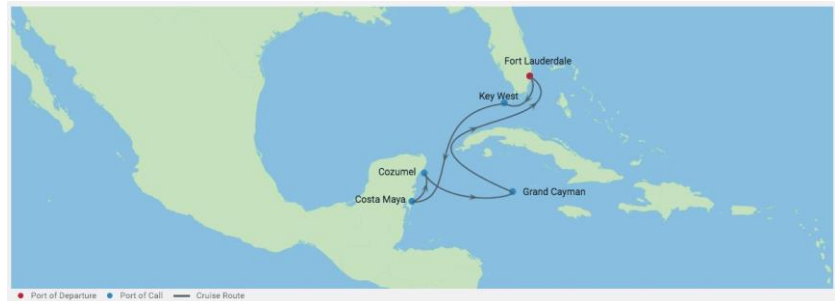 Fort Lauderdale
Key West
Cozumel
Costa Maya
Grand Cayman
Port of Departure Port of Call Cruise Route